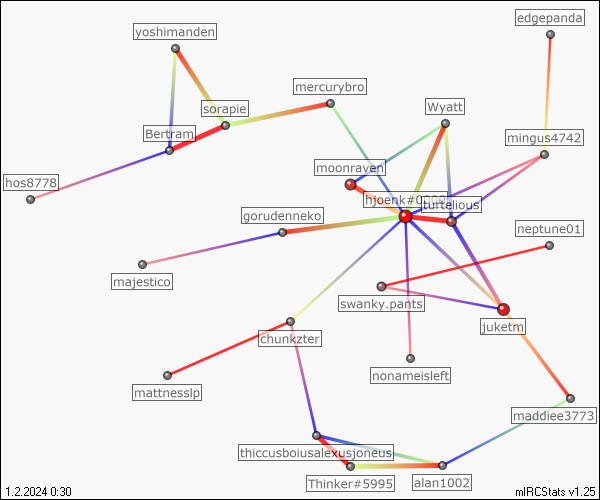 edgepanda
yoshimanden
mercurybro
sorapie
Wyatt
Bertram
mingus4742
moonraven
hos8778
hjoenk#0000
turtelious
gorudenneko
neptune01
majestico
swanky.pants
juketm
chunkzter
nonameisleft
mattnesslp
maddiee3773
thiccusboiusalexusjoneus
Thinker#5995
alan1002
1.2.2024 0:30
mIRCStats v1.25